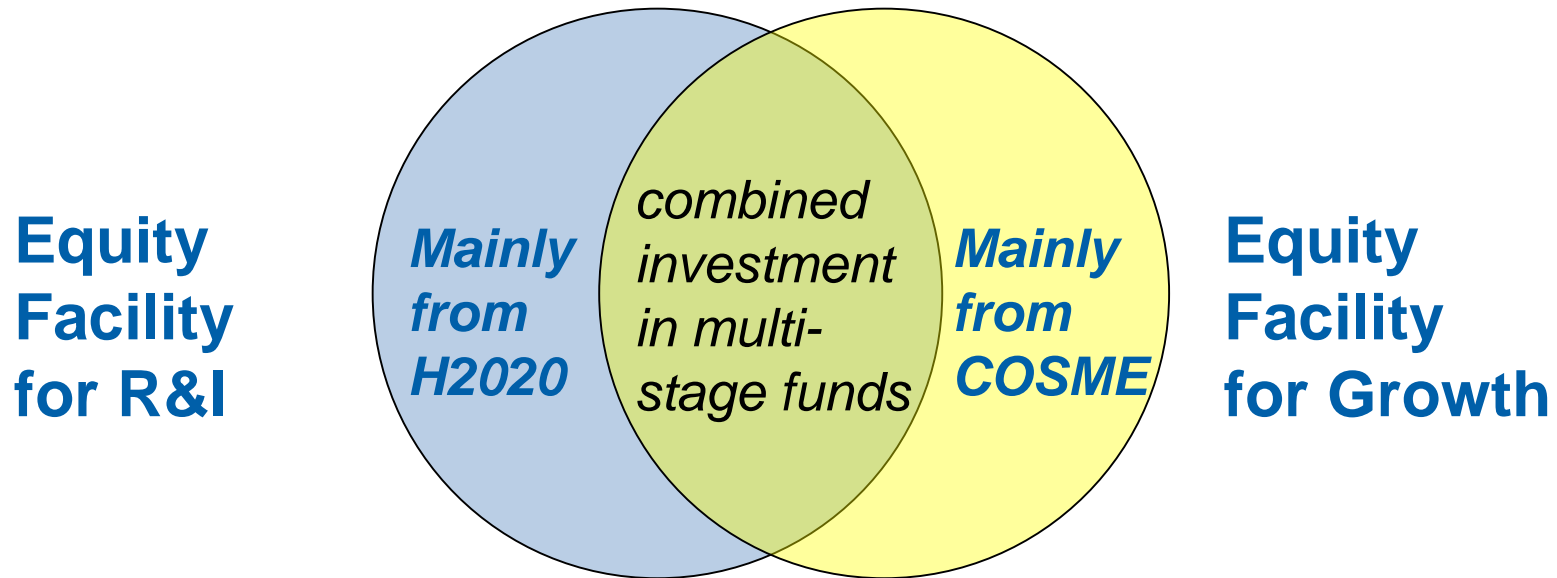 Equity
Facility
for R&I
Mainly
from
H2020
combined
investment
in multi-
stage funds
Mainly
from
COSME
Equity
Facility
for Growth